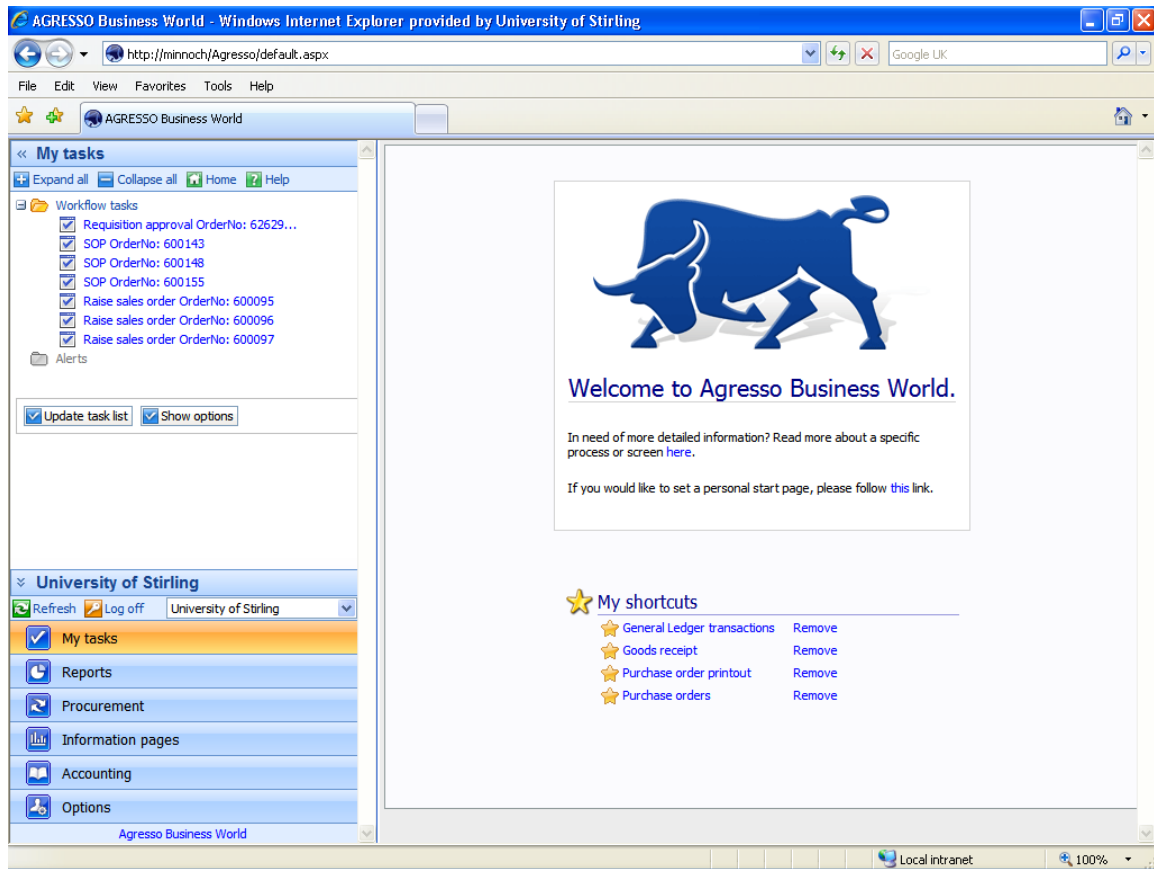 AGRESSO Business World - Windows Internet Explorer provided by University of Stirling
http://minnoch/Agresso/default.aspx
Google UK
File Edit View Favorites Tools Help
AGRESSO Business World
« My tasks
Expand all Collapse all Home Help
Workflow tasks
Requisition approval OrderNo: 62629...
SOP OrderNo: 600143
SOP OrderNo: 600148
SOP OrderNo: 600155
Raise sales order OrderNo: 600095
Raise sales order OrderNo: 600096
Raise sales order OrderNo: 600097
Alerts
Update task list Show options
University of Stirling
Refresh Log off University of Stirling
My tasks
Reports
Procurement
Information pages
Accounting
Options
Agresso Business World
Welcome to Agresso Business World.
In need of more detailed information? Read more about a specific
process or screen here.
If you would like to set a personal start page, please follow this link.
My shortcuts
General Ledger transactions Remove
Goods receipt Remove
Purchase order printout Remove
Purchase orders Remove
Local intranet 100%